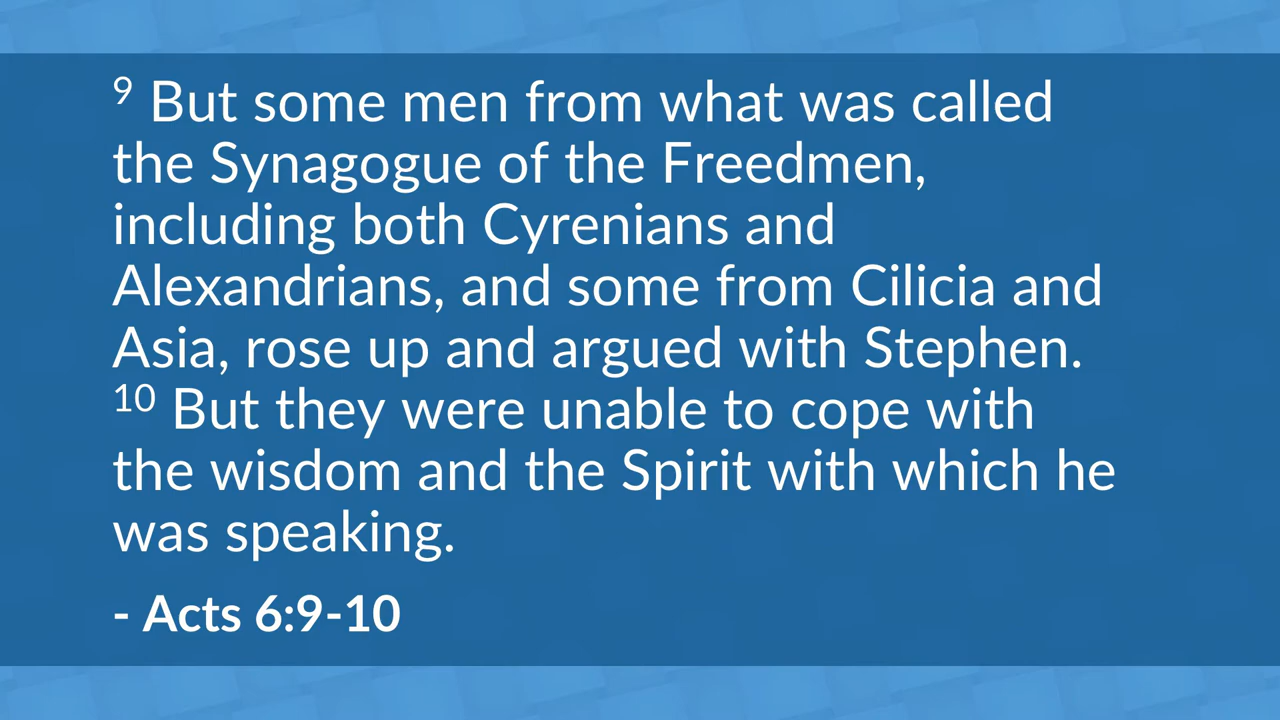 9 But some men from what was called
the Synagogue of the Freedmen,
including both Cyrenians and
Alexandrians, and some from Cilicia and
Asia, rose up and argued with Stephen.
10 But they were unable to cope with
the wisdom and the Spirit with which he
was speaking.
- Acts 6:9-10